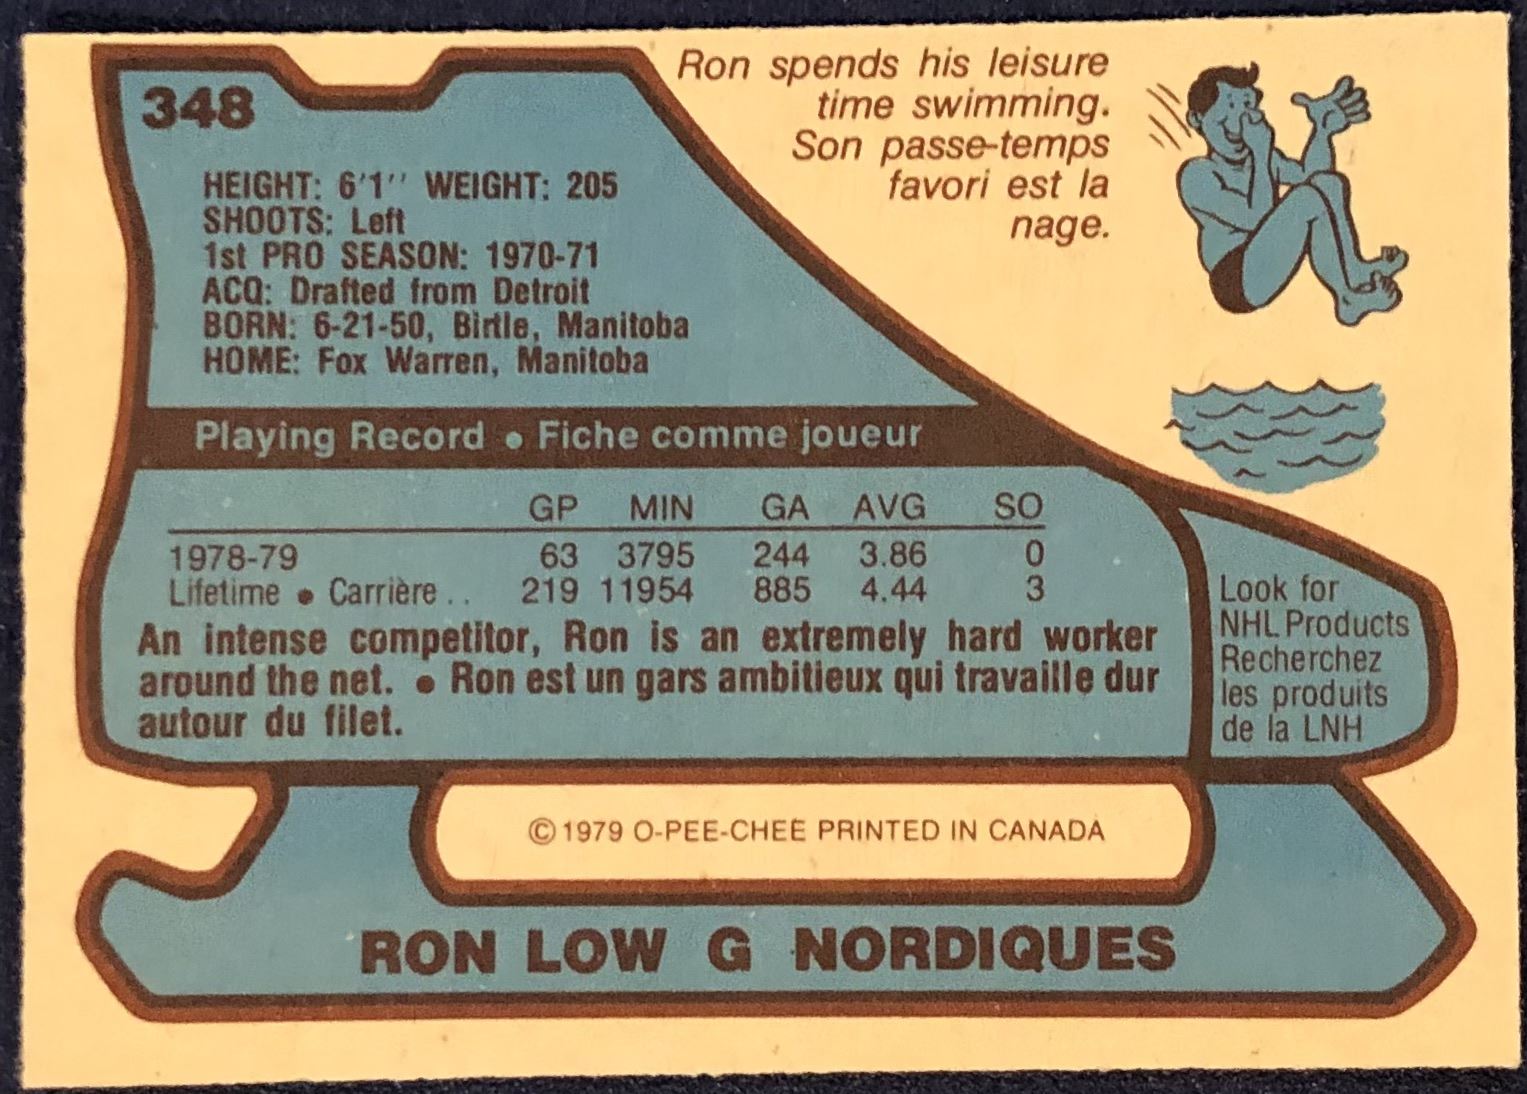 348
Ron spends his leisure
time swimming.
Son passe-temps
favori est la
nage.
HEIGHT: 6'1'' WEIGHT: 205
SHOOTS: Left
1st PRO SEASON: 1970-71
ACQ: Drafted from Detroit
BORN: 6-21-50, Birtle, Manitoba
HOME: Fox Warren, Manitoba
Playing Record • Fiche comme joueur
GP MIN GA AVG SO
1978-79 63 3795 244 3.86 0
Lifetime • Carrière .. 219 11954 885 4.44 3
An intense competitor, Ron is an extremely hard worker
around the net. • Ron est un gars ambitieux qui travaille dur
autour du filet.
Look for
NHL Products
Recherchez
les produits
de la LNH
© 1979 O-PEE-CHEE PRINTED IN CANADA
RON LOW G NORDIQUES